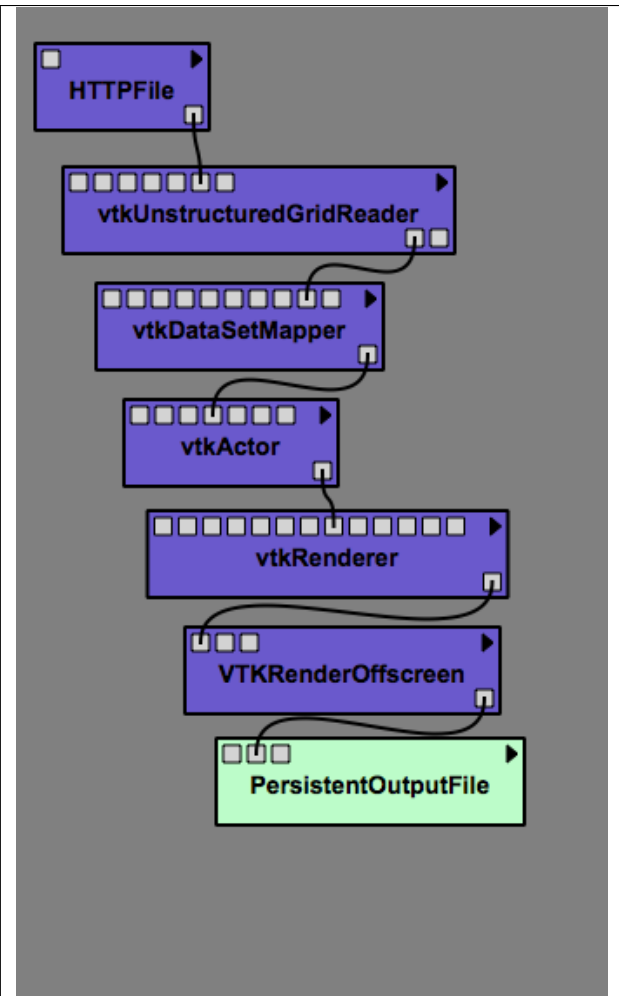 HTTPFile
vtkUnstructuredGridReader
vtkDataSetMapper
vtkActor
vtkRenderer
VTKRenderOffscreen
PersistentOutputFile